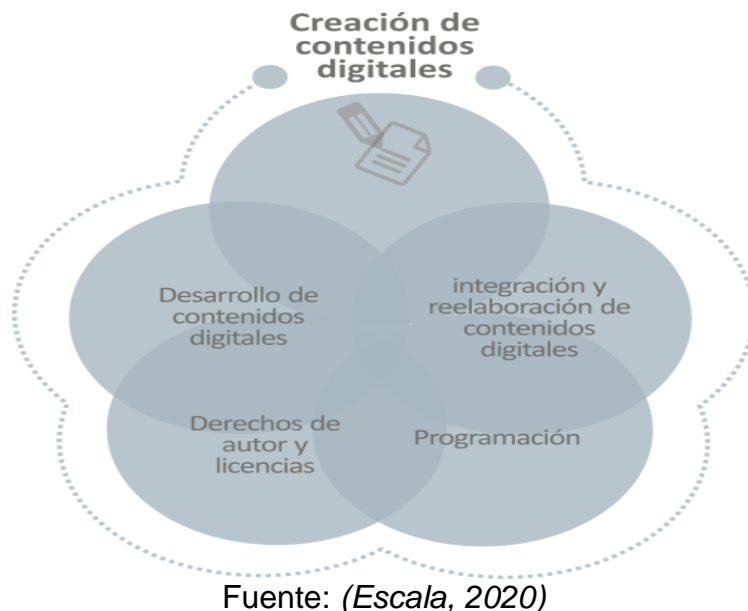 Creación de
contenidos
digitales
Desarrollo de
contenidos
digitales
integración y
reelaboración de
contenidos
digitales
Derechos de
autor y
licencias
Programación
Fuente: (Escala, 2020)